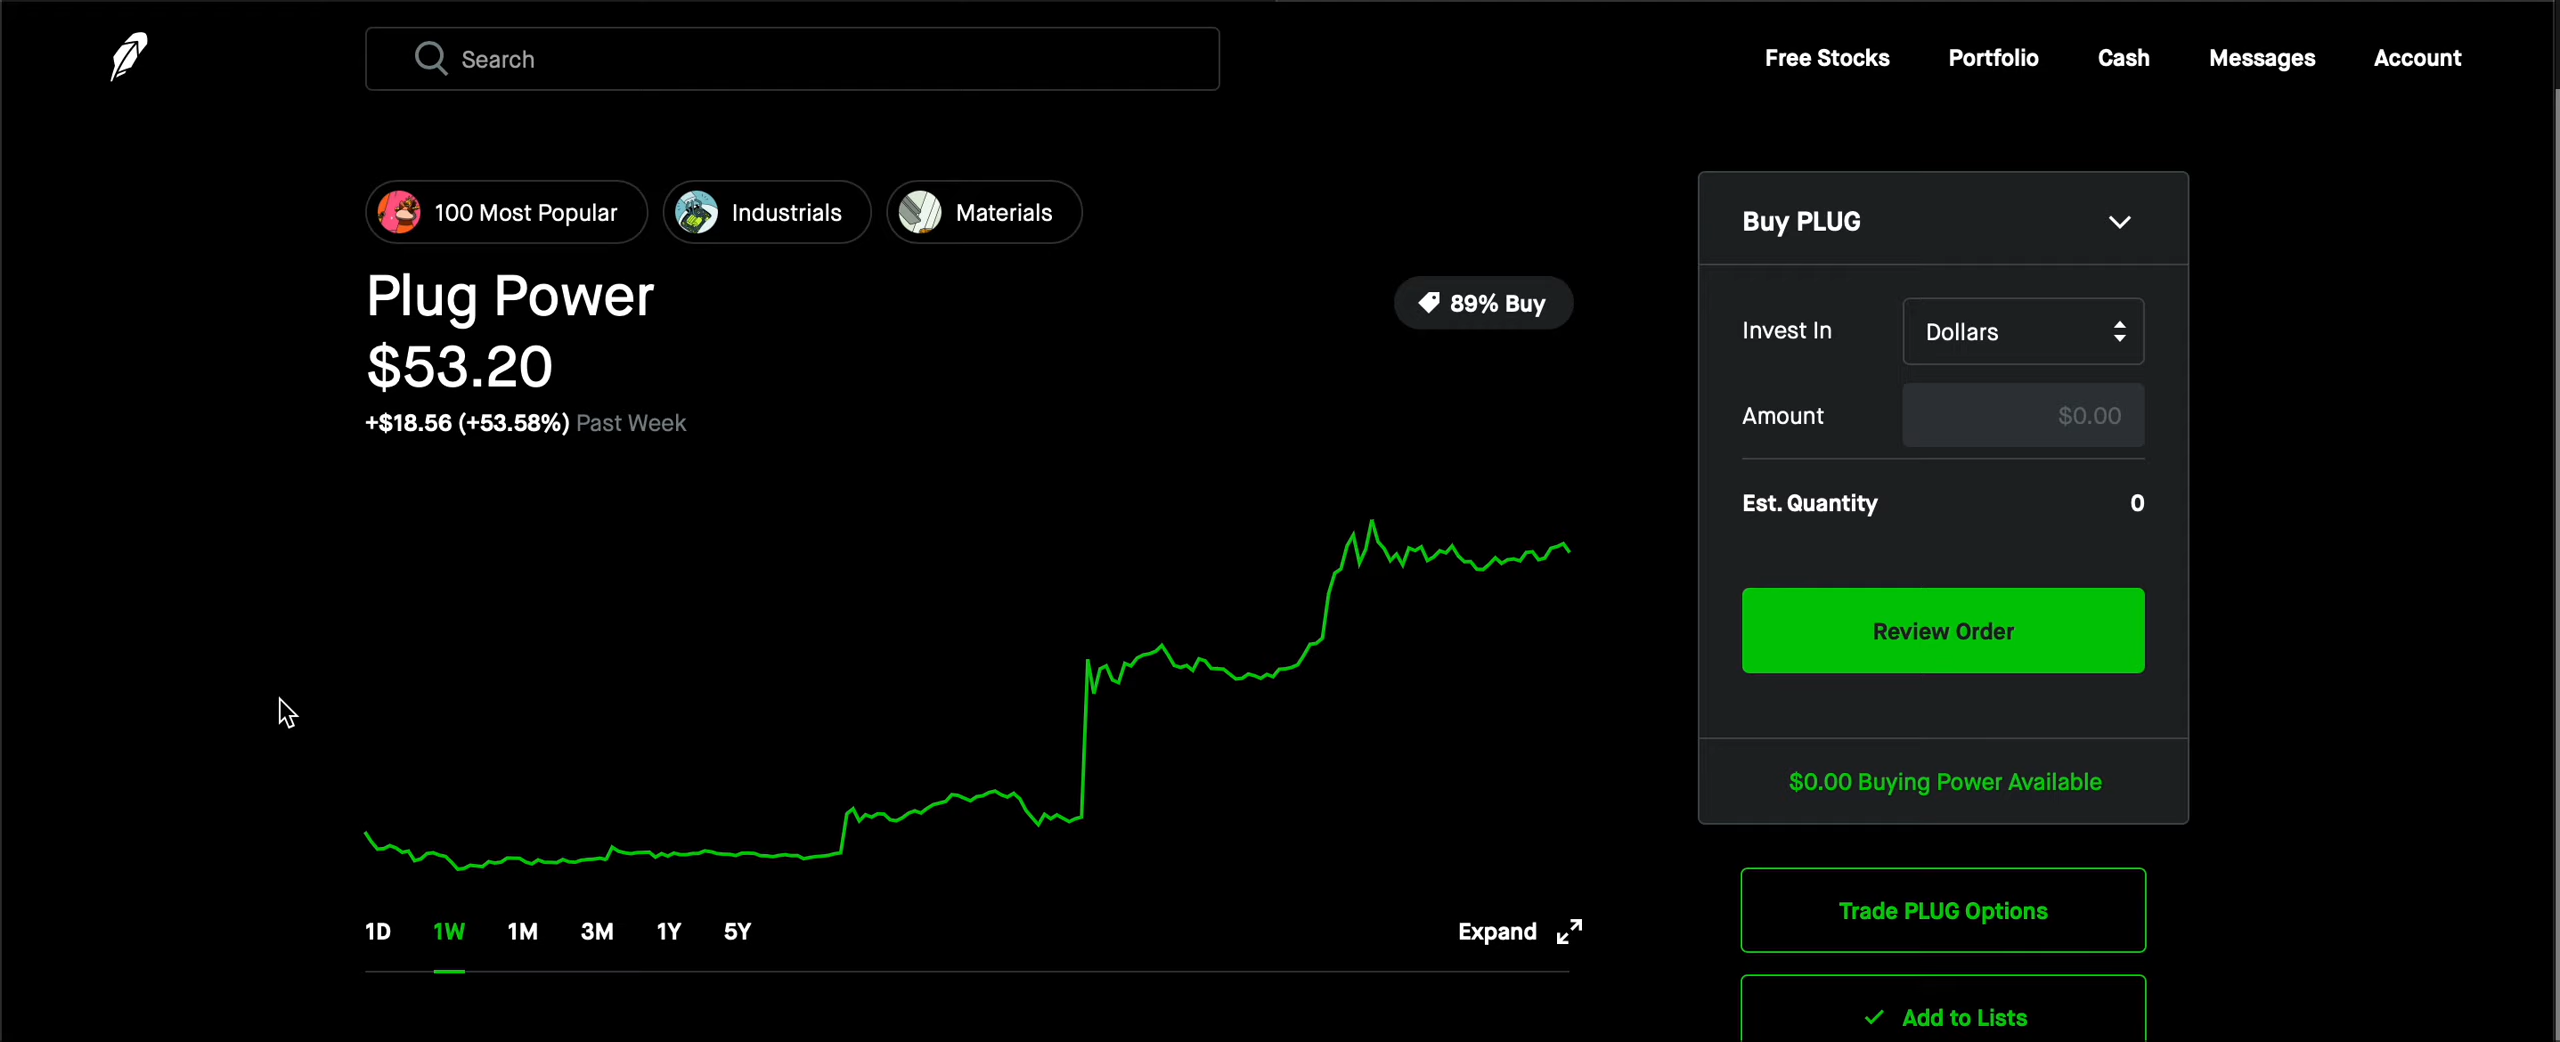 Search
Free Stocks Portfolio Cash Messages Account
100 Most Popular Industrials Materials
Plug Power
$53.20
+$18.56 (+53.58%) Past Week
89% Buy
1D 1W 1M 3M 1Y 5Y
Expand
Buy PLUG
Invest In Dollars
Amount $0.00
Est. Quantity 0
Review Order
$0.00 Buying Power Available
Trade PLUG Options
Add to Lists